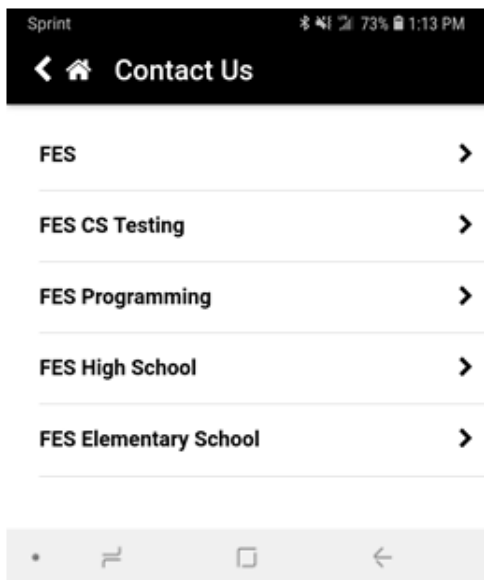 Sprint 73% 1:13 PM
Contact Us
FES
FES CS Testing
FES Programming
FES High School
FES Elementary School